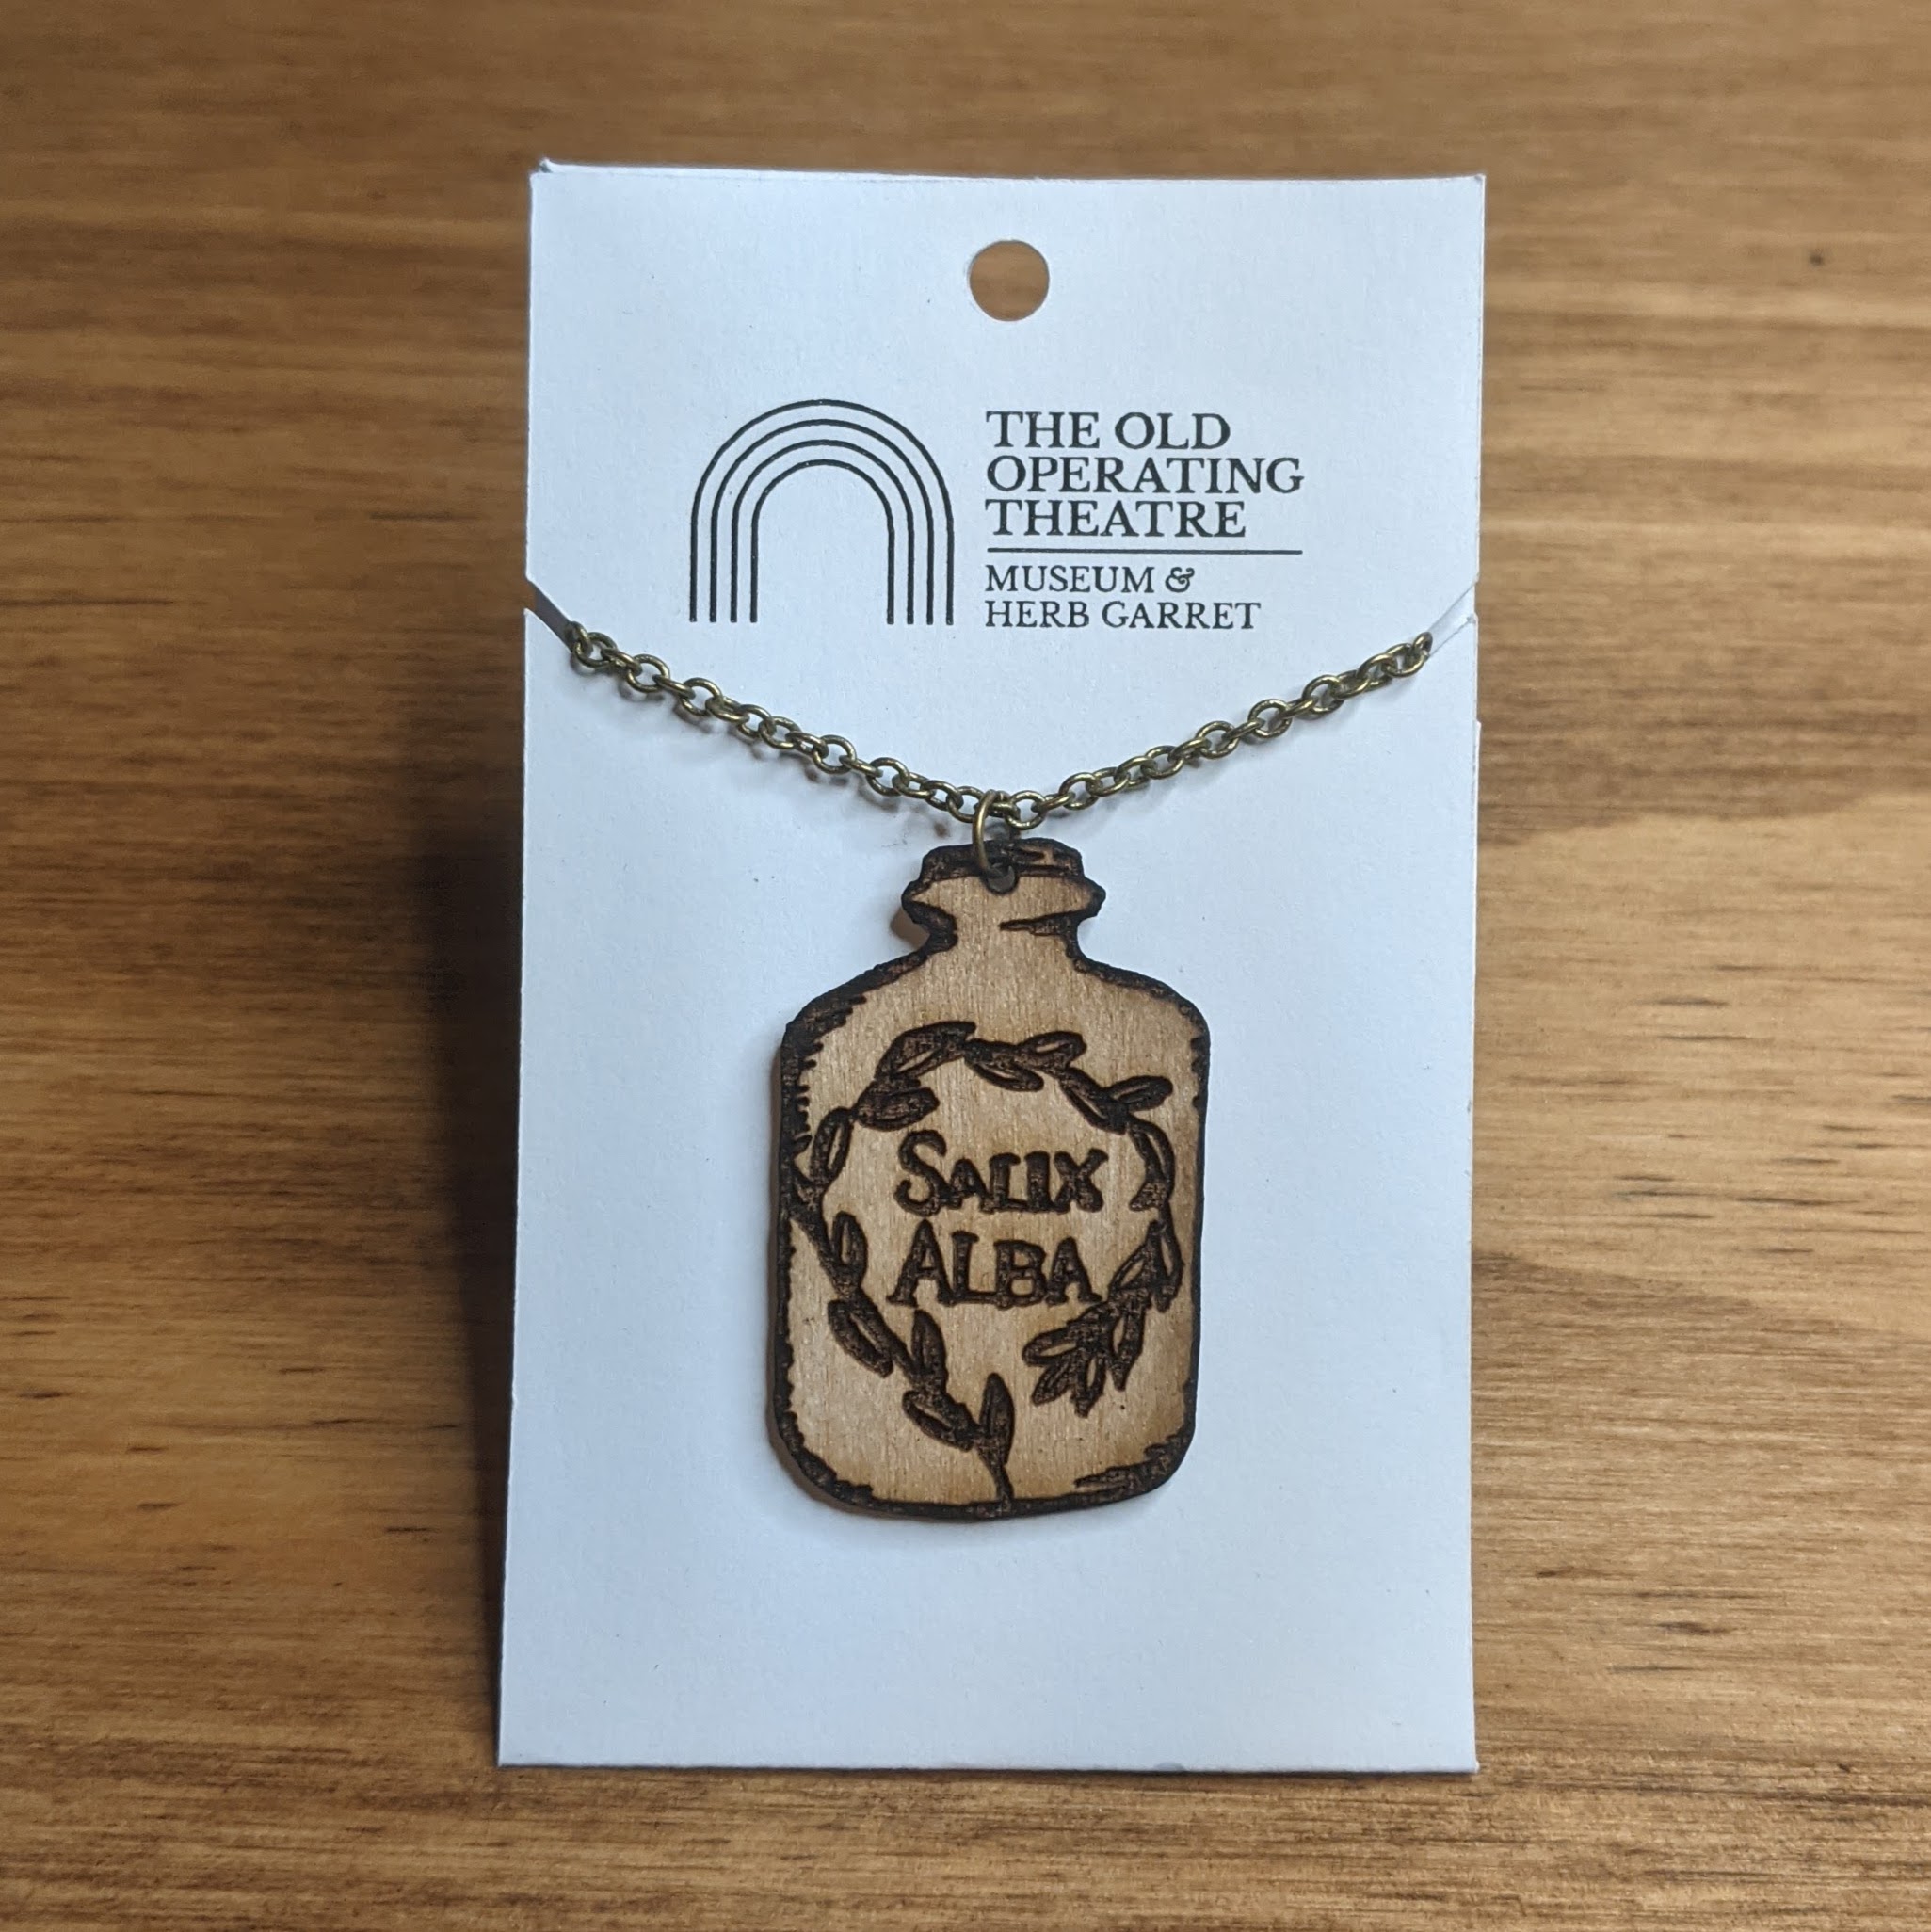 THE OLD
OPERATING
THEATRE
MUSEUM &
HERB GARRET
SALIX
ALBA